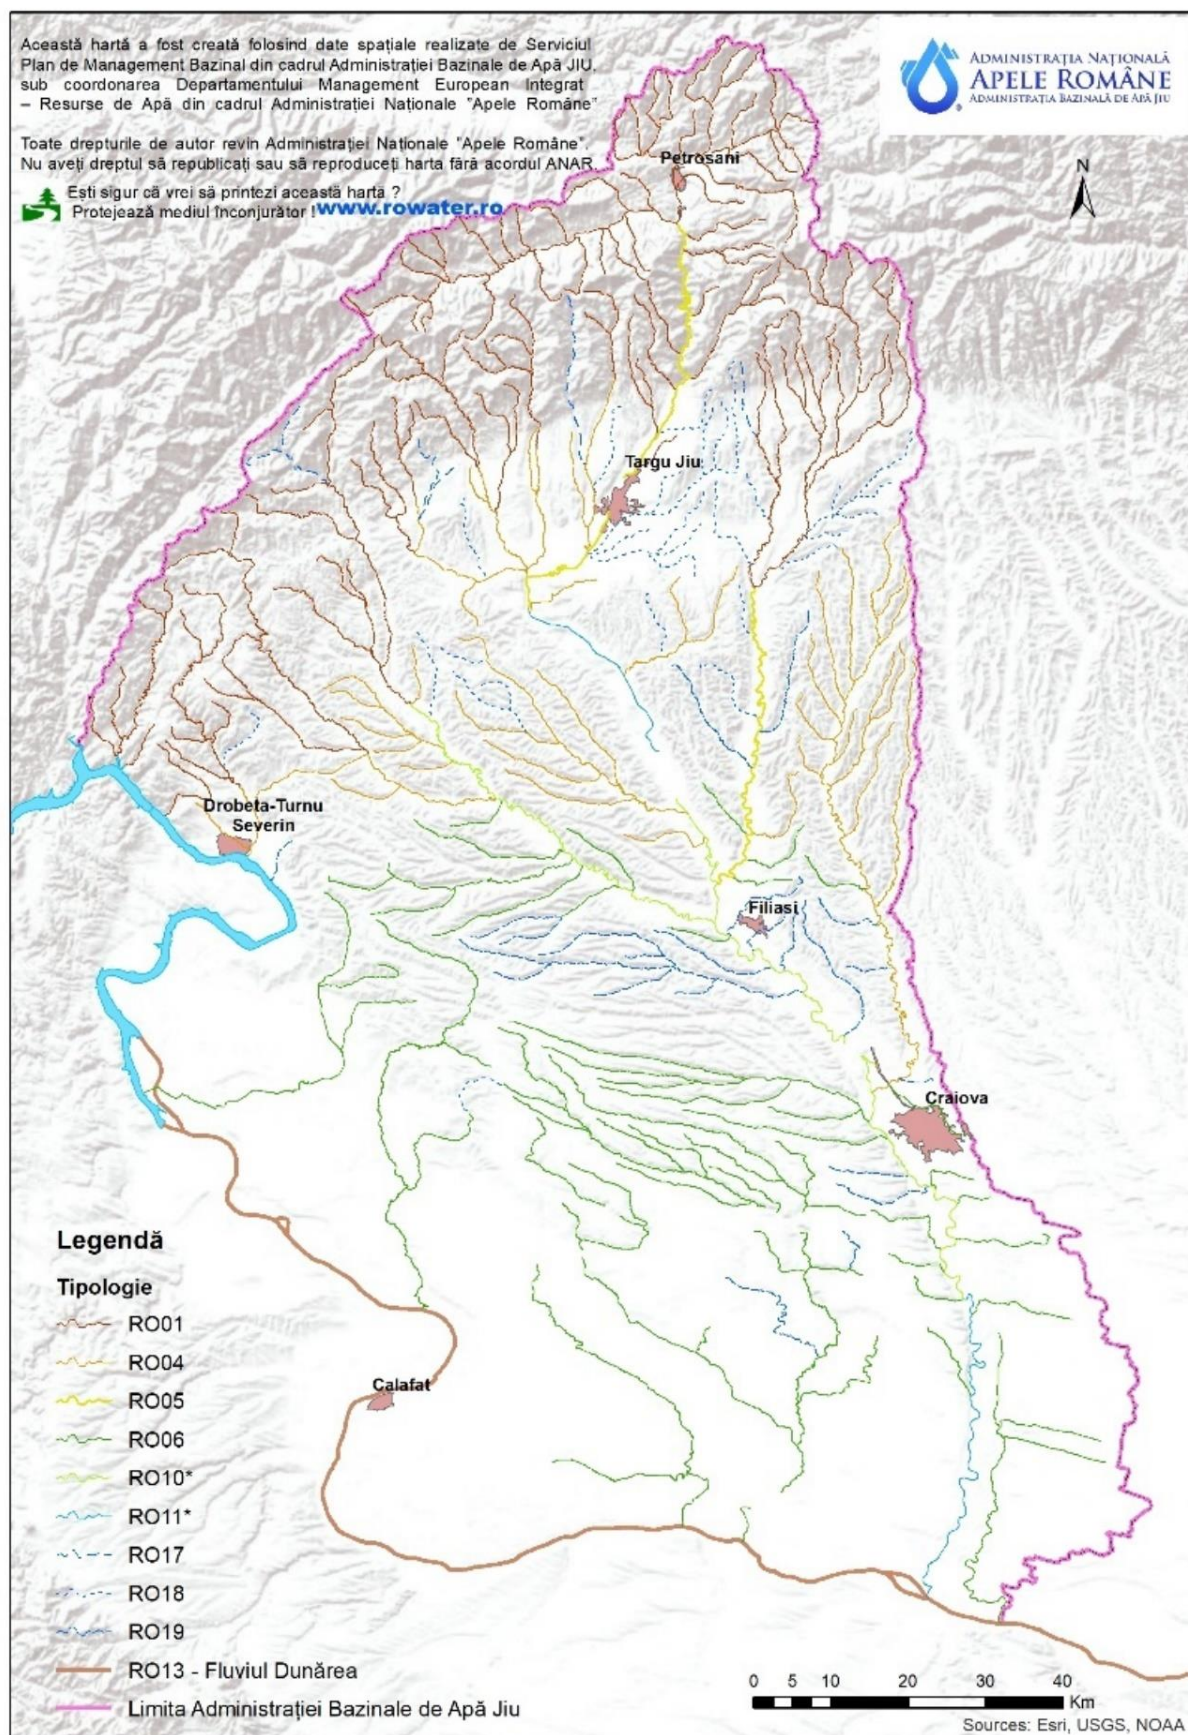 Această hartă a fost creată folosind date spațiale realizate de Serviciul
Plan de Management Bazinal din cadrul Administrației Bazinale de Apă JIU,
sub coordonarea Departamentului Management European Integrat
– Resurse de Apă din cadrul Administrației Naționale "Apele Române"
Toate drepturile de autor revin Administrației Naționale "Apele Române".
Nu aveți dreptul să republicați sau să reproduceți harta fără acordul ANAR.
Ești sigur că vrei să printezi această hartă ?
Protejează mediul înconjurător ! www.rowater.ro
ADMINISTRAȚIA NAȚIONALĂ
APELE ROMÂNE
ADMINISTRAȚIA BAZINALĂ DE APĂ JIU
N
Petrosani
Targu Jiu
Drobeta-Turnu
Severin
Filiasi
Craiova
Calafat
Legendă
Tipologie
RO01
RO04
RO05
RO06
RO10*
RO11*
RO17
RO18
RO19
RO13 - Fluviul Dunărea
Limita Administrației Bazinale de Apă Jiu
0 5 10 20 30 40
Km
Sources: Esri, USGS, NOAA